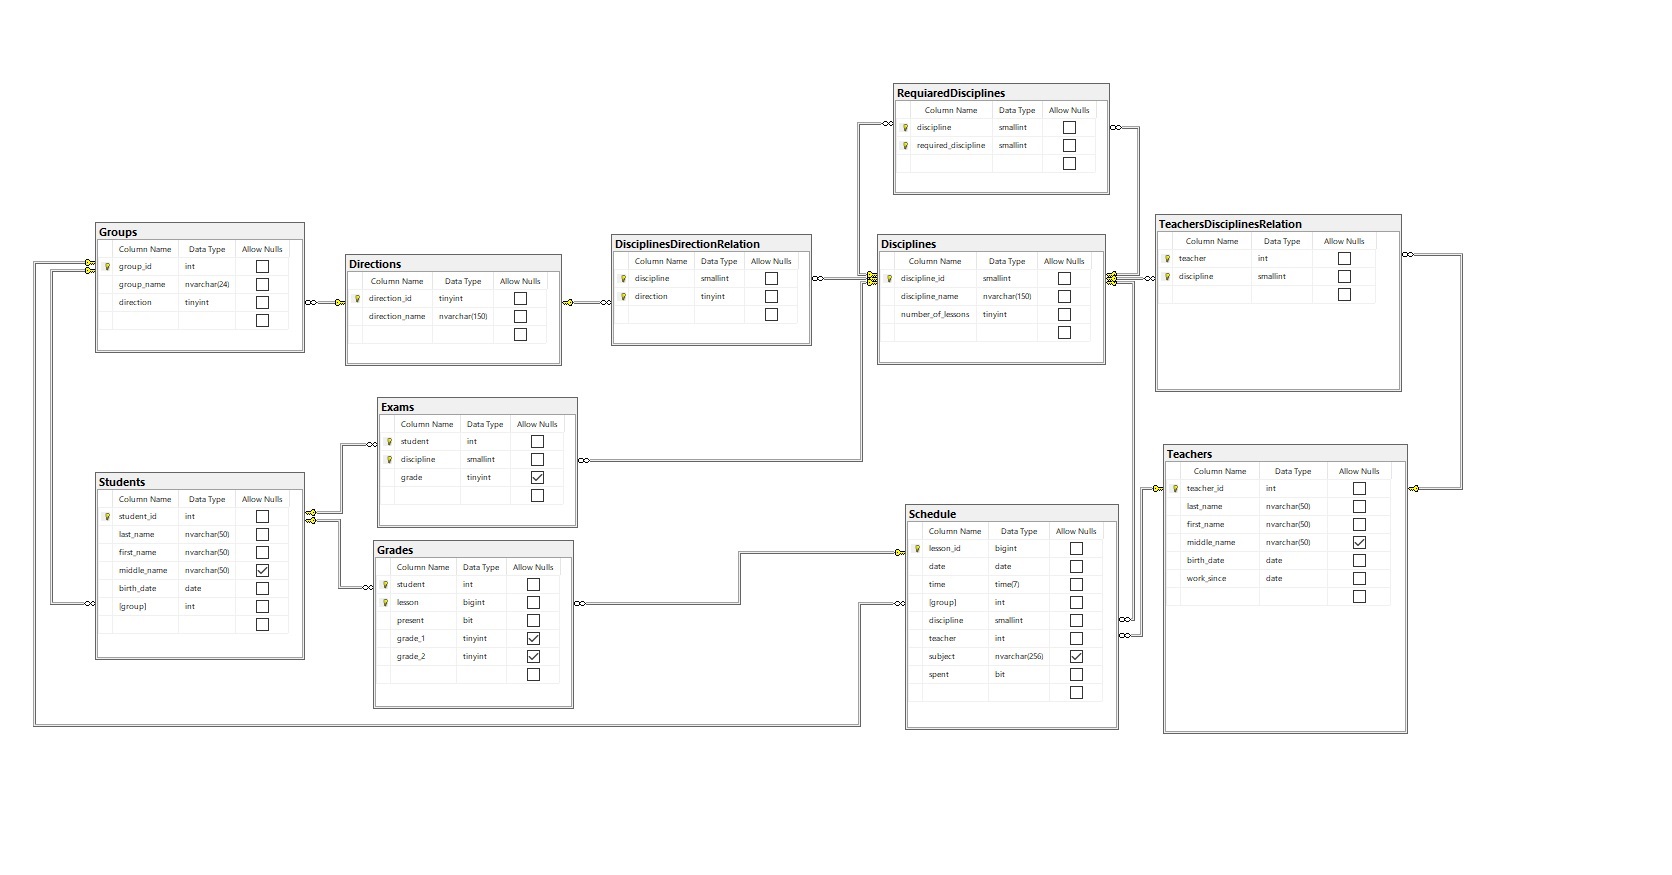 RequiaredDisciplines
Column Name Data Type Allow Nulls
discipline smallint
required_discipline smallint
Groups
Column Name Data Type Allow Nulls
group_id int
group_name nvarchar(24)
direction tinyint
Directions
Column Name Data Type Allow Nulls
direction_id tinyint
direction_name nvarchar(150)
DisciplinesDirectionRelation
Column Name Data Type Allow Nulls
discipline smallint
direction tinyint
Disciplines
Column Name Data Type Allow Nulls
discipline_id smallint
discipline_name nvarchar(150)
number_of_lessons tinyint
TeachersDisciplinesRelation
Column Name Data Type Allow Nulls
teacher int
discipline smallint
Exams
Column Name Data Type Allow Nulls
student int
discipline smallint
grade tinyint
Students
Column Name Data Type Allow Nulls
student_id int
last_name nvarchar(50)
first_name nvarchar(50)
middle_name nvarchar(50)
birth_date date
[group] int
Grades
Column Name Data Type Allow Nulls
student int
lesson bigint
present bit
grade_1 tinyint
grade_2 tinyint
Schedule
Column Name Data Type Allow Nulls
lesson_id bigint
date date
time time(7)
[group] int
discipline smallint
teacher int
subject nvarchar(256)
spent bit
Teachers
Column Name Data Type Allow Nulls
teacher_id int
last_name nvarchar(50)
first_name nvarchar(50)
middle_name nvarchar(50)
birth_date date
work_since date